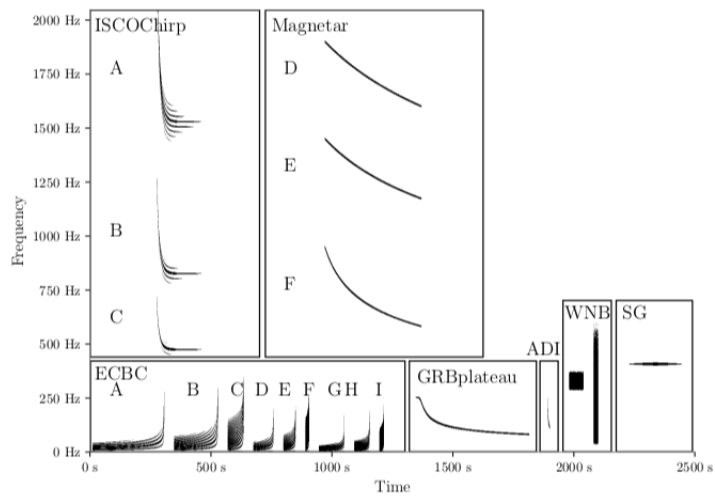 2000 Hz
1750 Hz
1500 Hz
1250 Hz
1000 Hz
750 Hz
500 Hz
250 Hz
0 Hz
Frequency
ISCOChirp
A
B
C
Magnetar
D
E
F
ECBC
A B C D E F G H I
GRBplateau
ADI
WNB
SG
0 s 500 s 1000 s 1500 s 2000 s 2500 s
Time